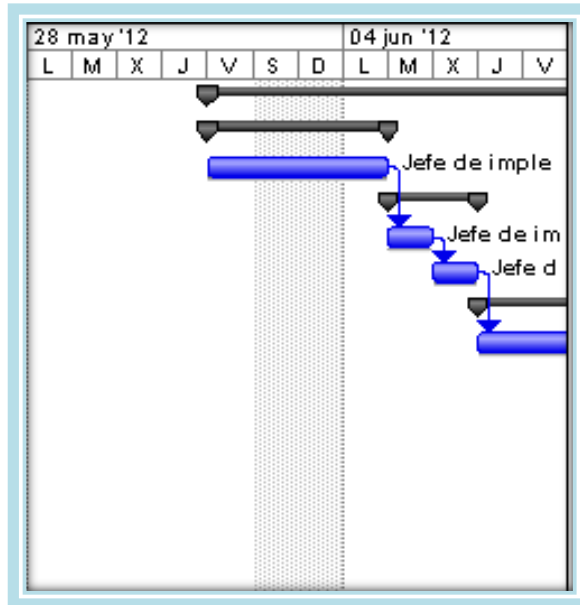 28 may '12 04 jun '12
L M X J V S D L M X J V
Jefe de imple
Jefe de im
Jefe d